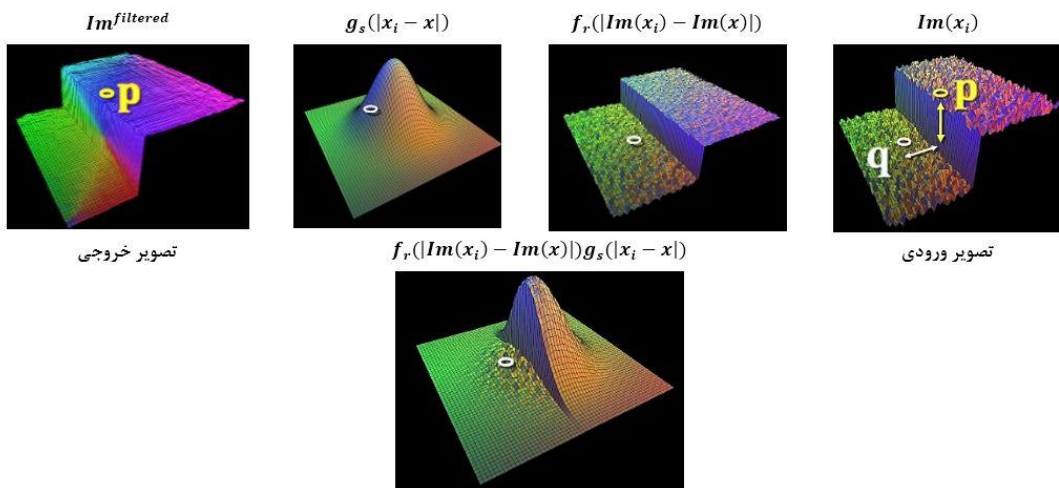 Im^{filtered}
g_s(|x_i − x|)
f_r(|Im(x_i) − Im(x)|)
Im(x_i)
p
p
q
تصویر خروجی
تصویر ورودی
f_r(|Im(x_i) − Im(x)|)g_s(|x_i − x|)